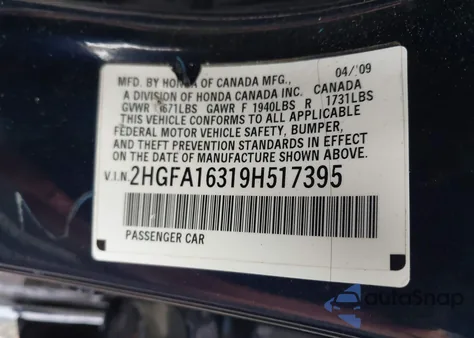 MFD. BY HONDA OF CANADA MFG., 04/'09
A DIVISION OF HONDA CANADA INC. CANADA
GVWR 3671LBS GAWR F 1940LBS R 1731LBS
THIS VEHICLE CONFORMS TO ALL APPLICABLE
FEDERAL MOTOR VEHICLE SAFETY, BUMPER,
AND THEFT PREVENTION STANDARDS IN EFFECT
ON THE DATE OF MANUFACTURE SHOWN ABOVE.
V.I.N. 2HGFA16319H517395
PASSENGER CAR
autoSnap